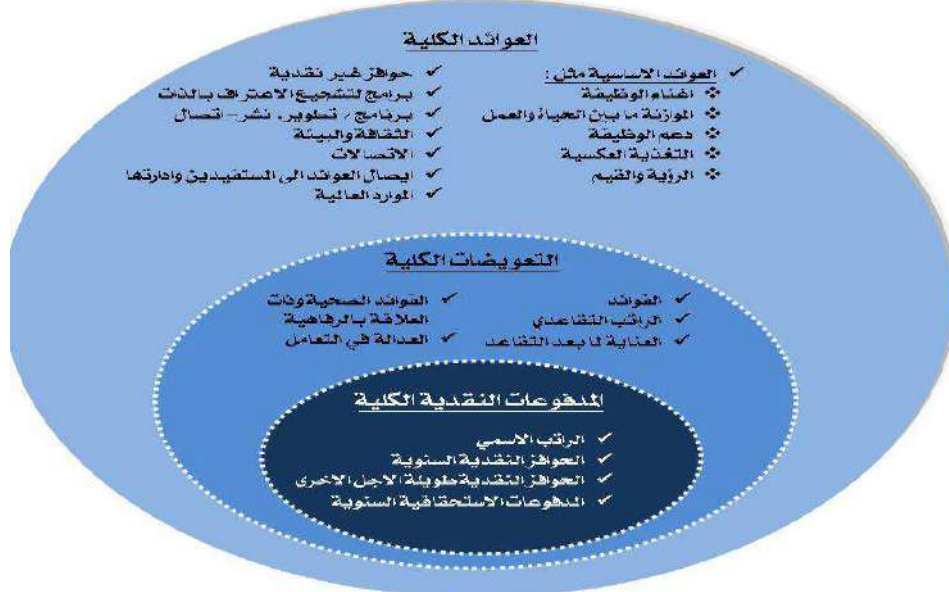 العوائد الكلية
✓ العوائد الاساسية مثل :
❖ اغناء الوظيفة
❖ الموازنة ما بين الحياة والعمل
❖ دعم الوظيفة
❖ التغذية العكسية
❖ الرؤية والقيم
✓ حوافز غير نقدية
✓ برامج لتشجيع الاعتراف بالذات
✓ برنامج / تطوير. نشر- اتصال
✓ الثقافة والبيئة
✓ الاتصالات
✓ ايصال العوائد الى المستفيدين وادارتها
✓ الموارد العالية
التعويضات الكلية
✓ الفوائد
✓ الراتب التقاعدي
✓ العناية لما بعد التقاعد
✓ الفوائد الصحية وذات
العلاقة بالرفاهية
✓ العدالة في التعامل
المدفوعات النقدية الكلية
✓ الراتب الاسمي
✓ الحوافز النقدية السنوية
✓ الحوافز النقدية طويلة الاجل الاخرى
✓ المدفوعات الاستحقاقية السنوية